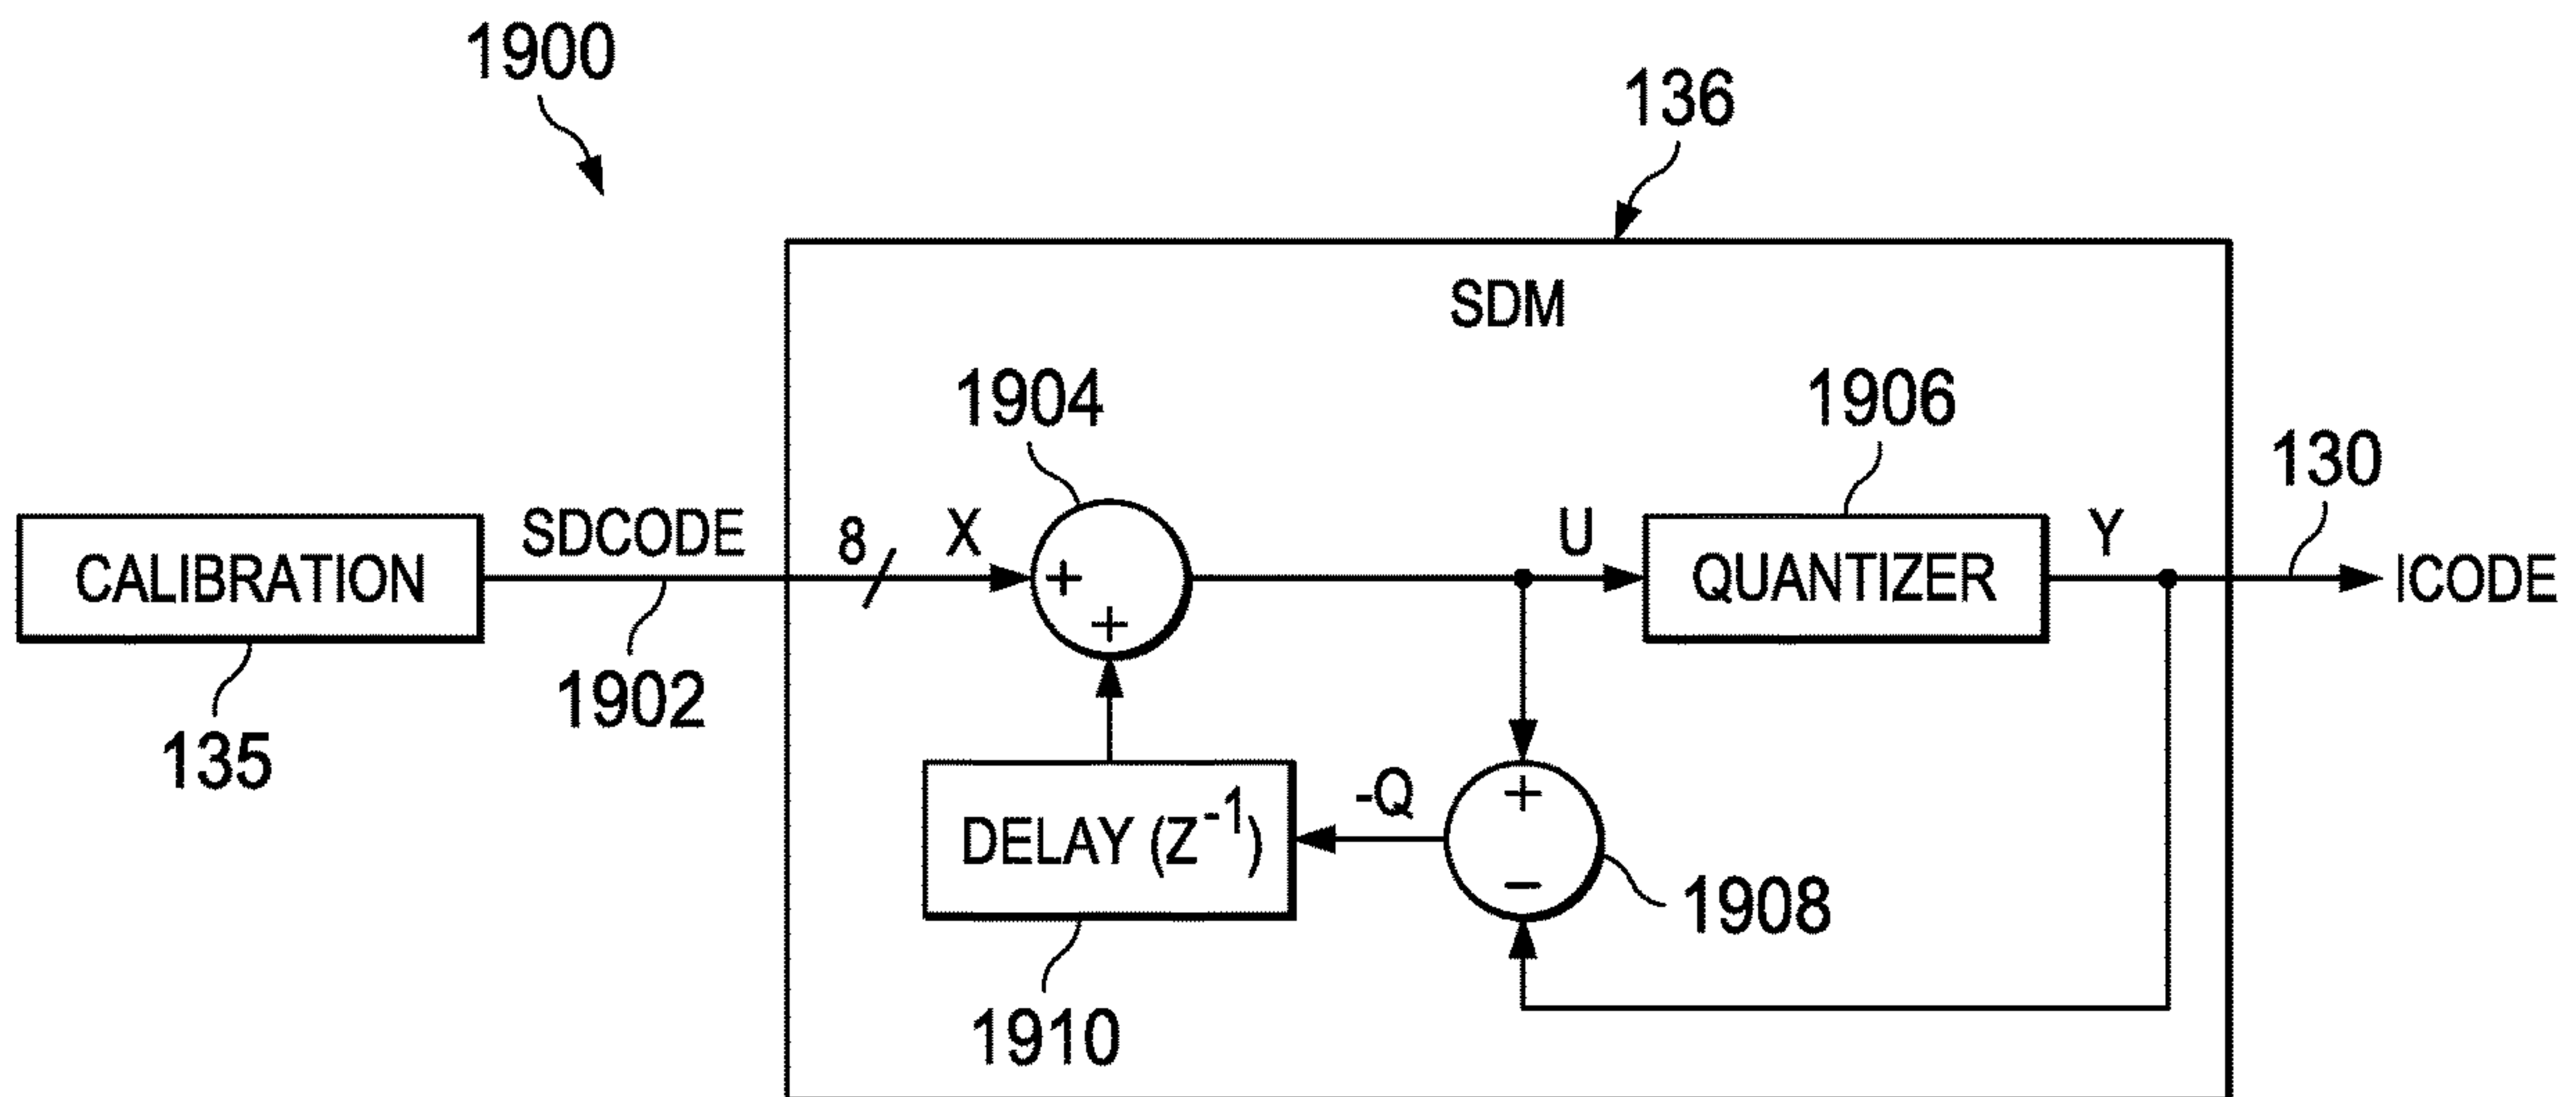 1900
136
SDM
1904
1906
130
SDCODE
8
X
U
Y
CALIBRATION
+
QUANTIZER
ICODE
+
1902
135
-Q
+
DELAY (Z^-1)
−
1908
1910